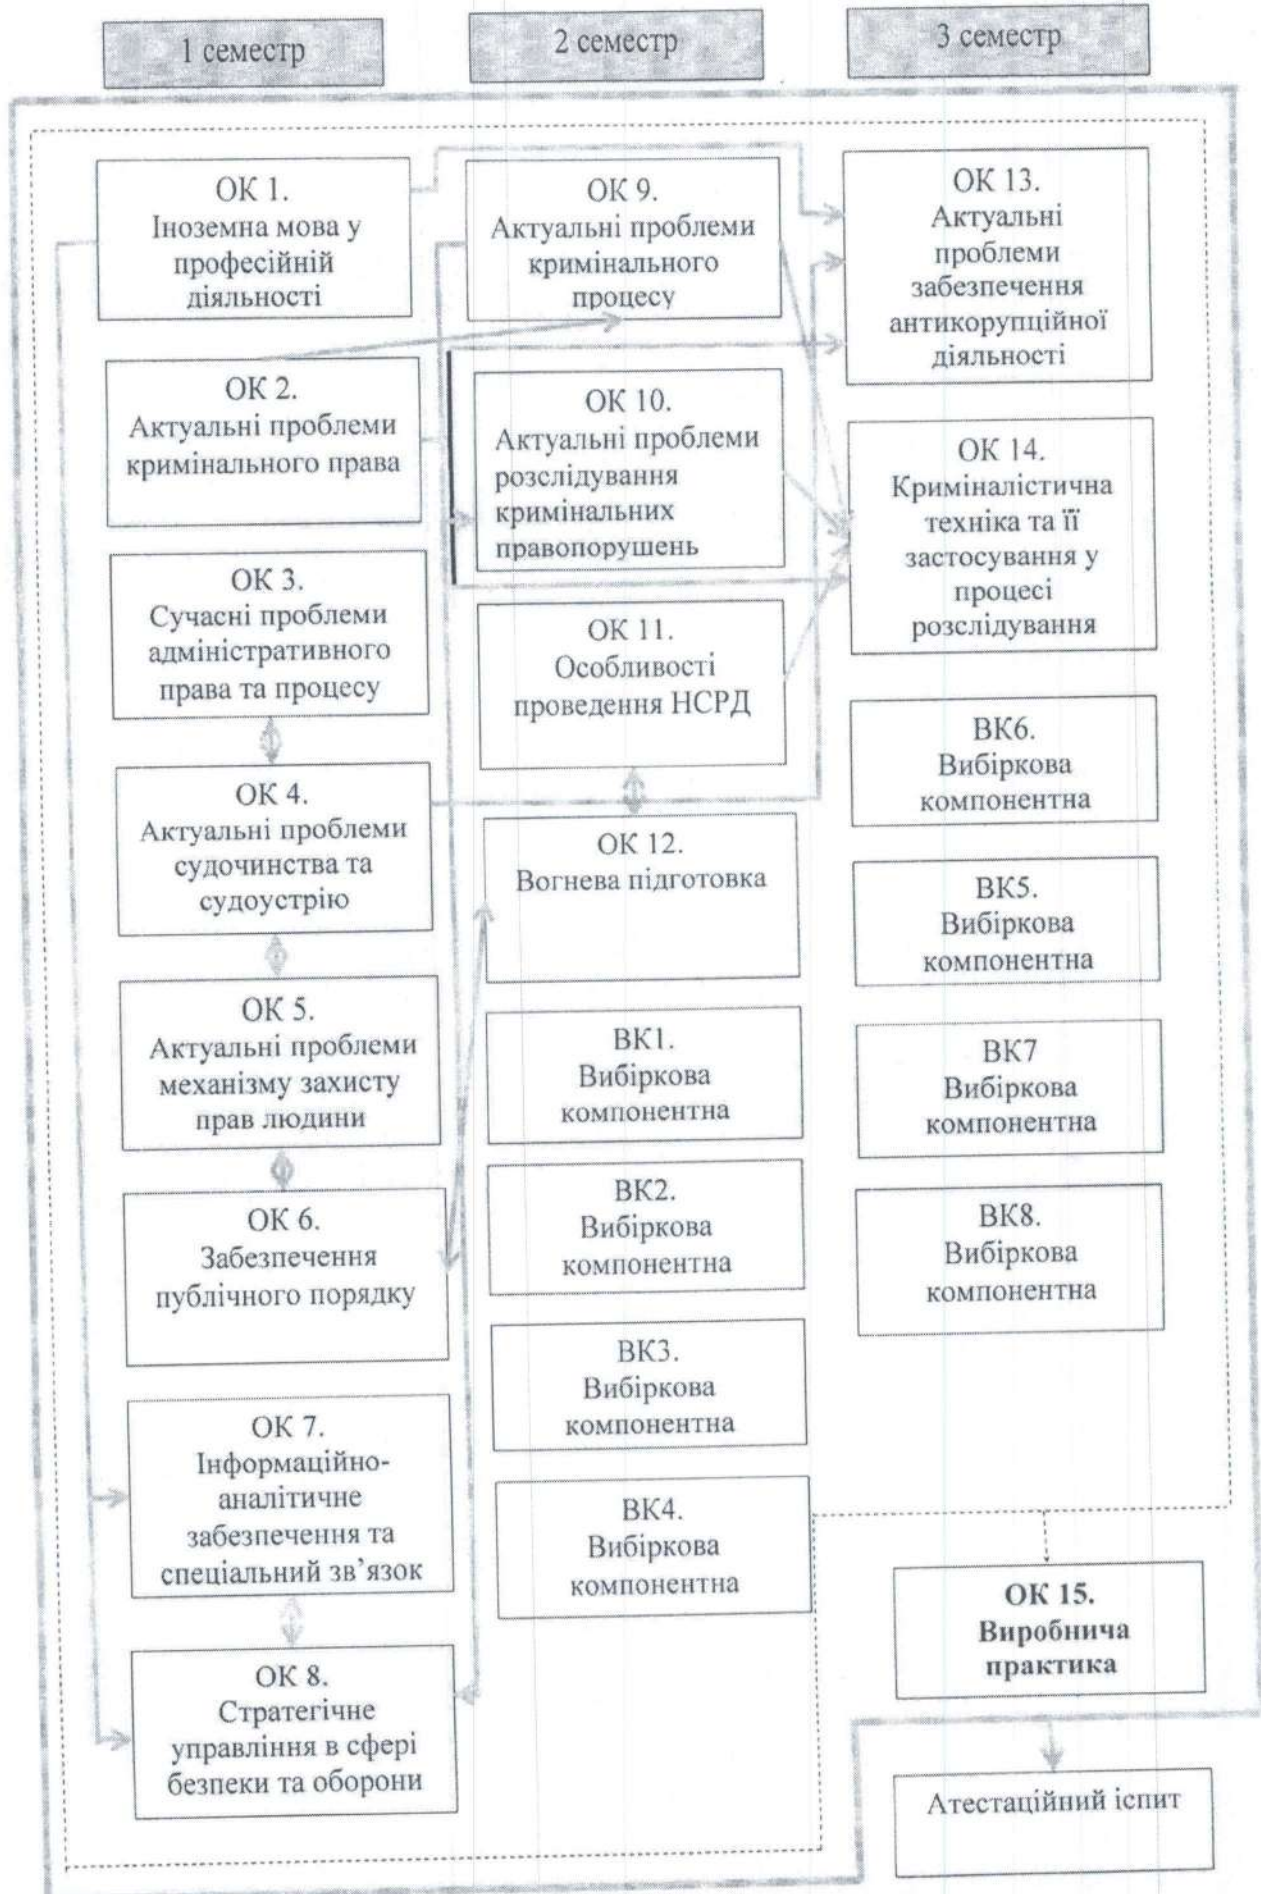 1 семестр
2 семестр
3 семестр
ОК 1.
Іноземна мова у
професійній
діяльності
ОК 2.
Актуальні проблеми
кримінального права
ОК 3.
Сучасні проблеми
адміністративного
права та процесу
ОК 4.
Актуальні проблеми
судочинства та
судоустрію
ОК 5.
Актуальні проблеми
механізму захисту
прав людини
ОК 6.
Забезпечення
публічного порядку
ОК 7.
Інформаційно-
аналітичне
забезпечення та
спеціальний зв’язок
ОК 8.
Стратегічне
управління в сфері
безпеки та оборони
ОК 9.
Актуальні проблеми
кримінального
процесу
ОК 10.
Актуальні проблеми
розслідування
кримінальних
правопорушень
ОК 11.
Особливості
проведення НСРД
ОК 12.
Вогнева підготовка
ВК1.
Вибіркова
компонентна
ВК2.
Вибіркова
компонентна
ВК3.
Вибіркова
компонентна
ВК4.
Вибіркова
компонентна
ОК 13.
Актуальні
проблеми
забезпечення
антикорупційної
діяльності
ОК 14.
Криміналістична
техніка та її
застосування у
процесі
розслідування
ВК6.
Вибіркова
компонентна
ВК5.
Вибіркова
компонентна
ВК7
Вибіркова
компонентна
ВК8.
Вибіркова
компонентна
ОК 15.
Виробнича
практика
Атестаційний іспит